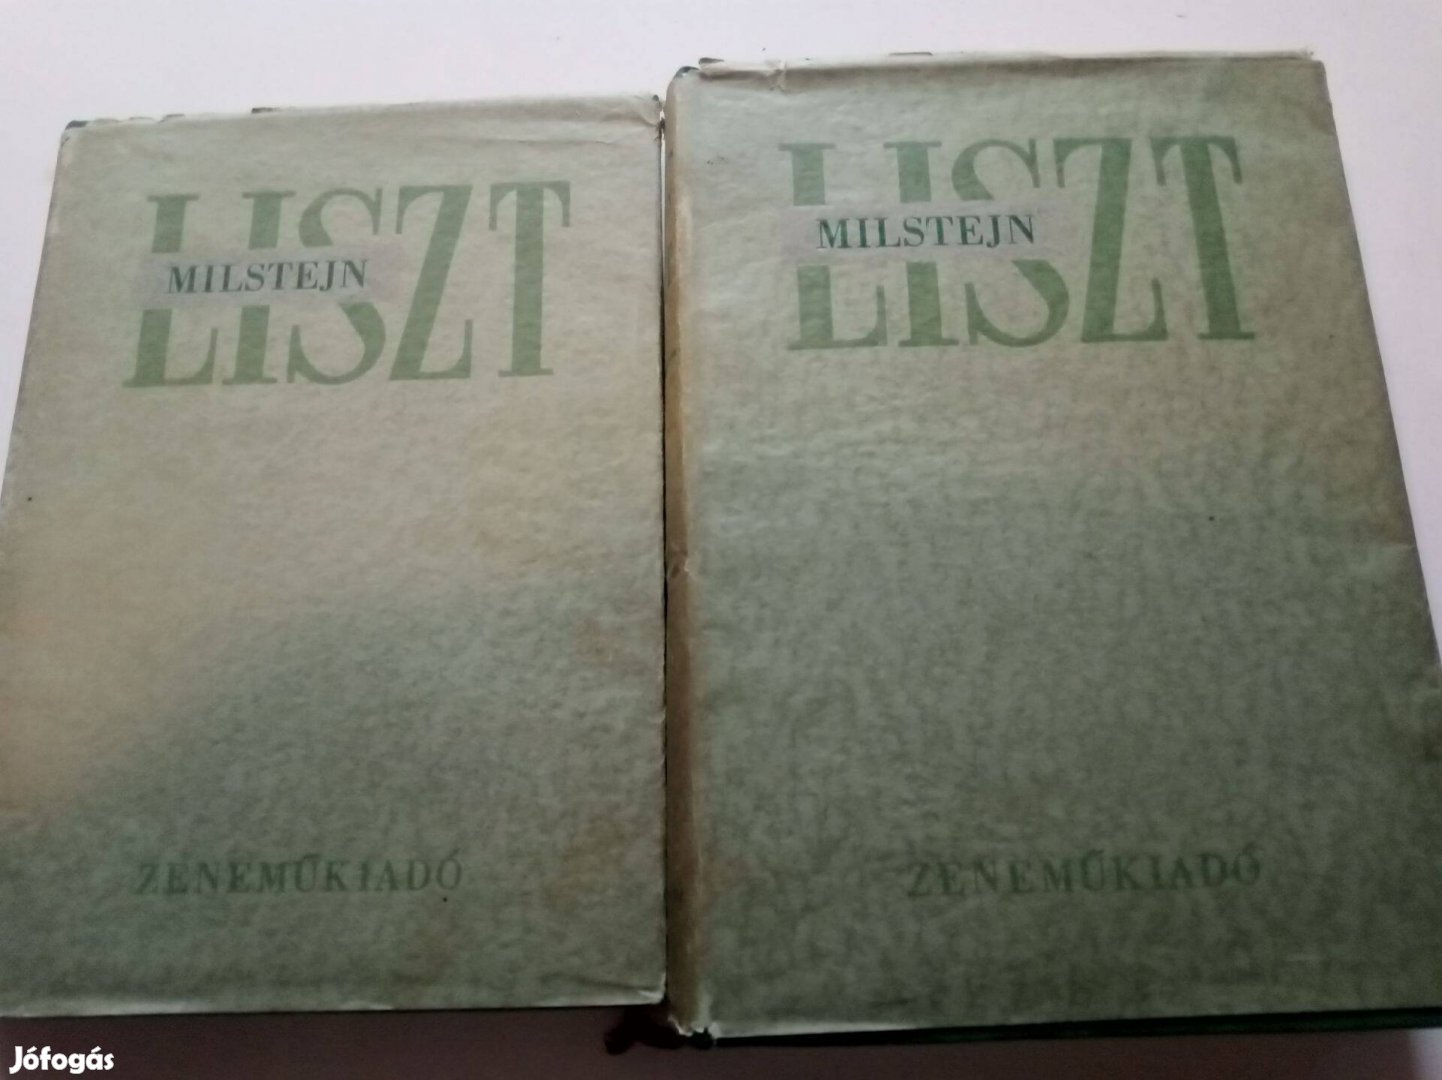 LISZT
MILSTEJN
ZENEMŰKIADÓ
LISZT
MILSTEJN
ZENEMŰKIADÓ
Jófogás